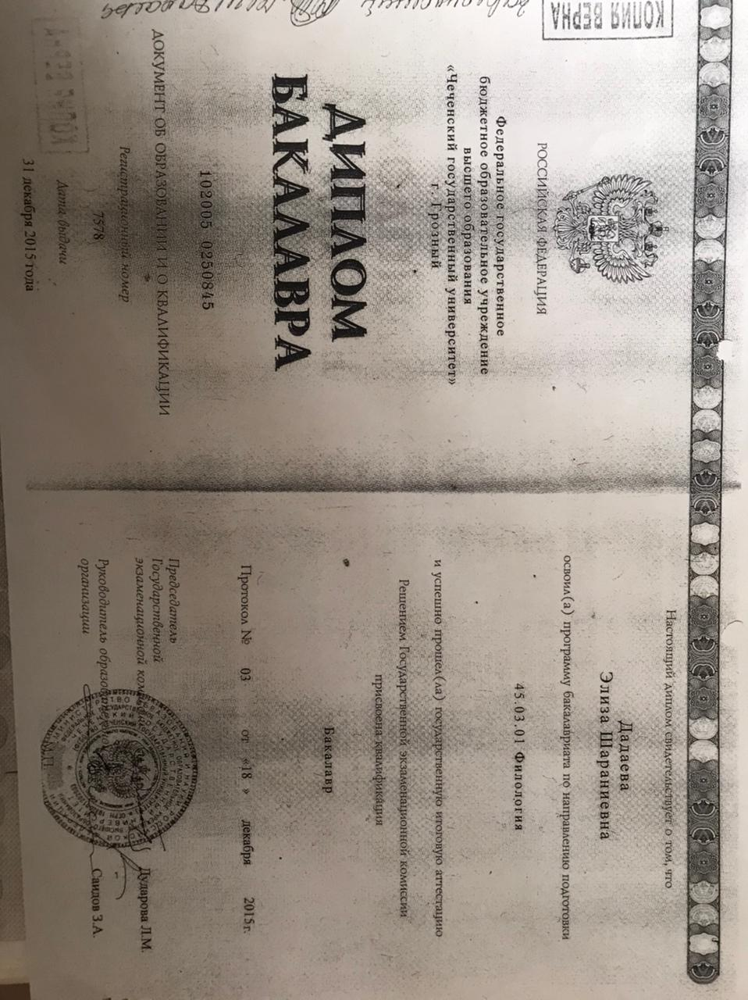 КОПИЯ ВЕРНА
РОССИЙСКАЯ ФЕДЕРАЦИЯ
Федеральное государственное
бюджетное образовательное учреждение
высшего образования
«Чеченский государственный университет»
г. Грозный
ДИПЛОМ
БАКАЛАВРА
102005 0250845
ДОКУМЕНТ ОБ ОБРАЗОВАНИИ И О КВАЛИФИКАЦИИ
Регистрационный номер
7578
Дата выдачи
31 декабря 2015 года
Настоящий диплом свидетельствует о том, что
Дадаева
Элиза Шараниевна
освоил(а) программу бакалавриата по направлению подготовки
45.03.01 Филология
и успешно прошел(ла) государственную итоговую аттестацию
Решением Государственной экзаменационной комиссии
присвоена квалификация
Бакалавр
Протокол № 03 от «18 » декабря 2015 г.
Председатель
Государственной
экзаменационной
Дударова Л.М.
Руководитель
организации
Саидов З.А.
М.П.